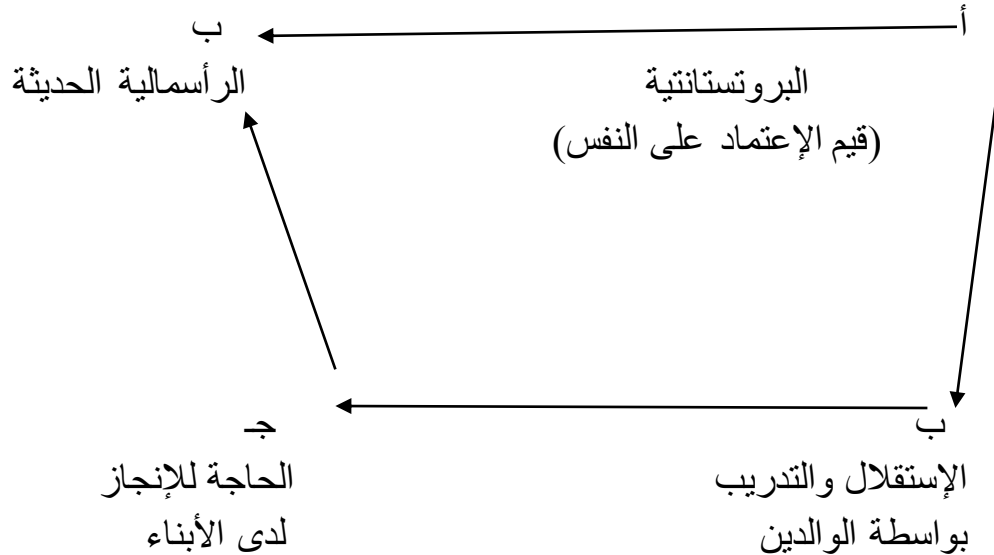 أ
ب
البروتستانتية
(قيم الإعتماد على النفس)
الرأسمالية الحديثة
ب
الإستقلال والتدريب
بواسطة الوالدين
جـ
الحاجة للإنجاز
لدى الأبناء